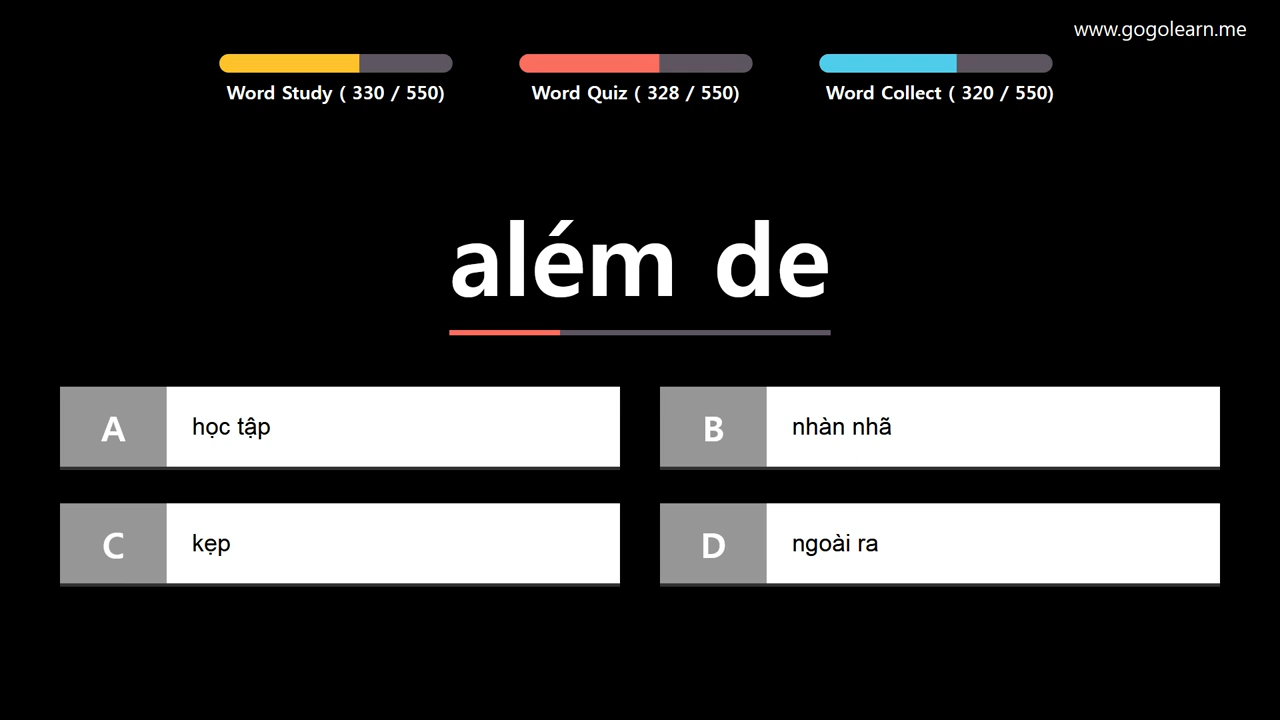 www.gogolearn.me
Word Study ( 330 / 550)
Word Quiz ( 328 / 550)
Word Collect ( 320 / 550)
além de
A
học tập
B
nhàn nhã
C
kẹp
D
ngoài ra